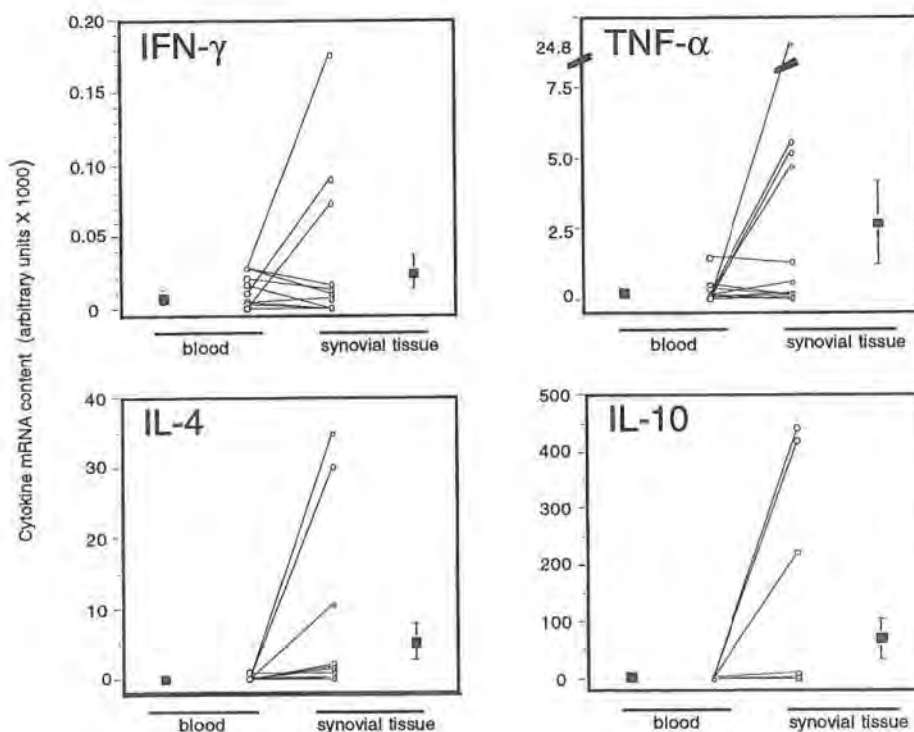 Cytokine mRNA content (arbitrary units X 1000)
IFN-γ
0.20
0.15
0.10
0.05
0
blood
synovial tissue
TNF-α
24.8
7.5
5.0
2.5
0
blood
synovial tissue
IL-4
40
30
20
10
0
blood
synovial tissue
IL-10
500
400
300
200
100
0
blood
synovial tissue